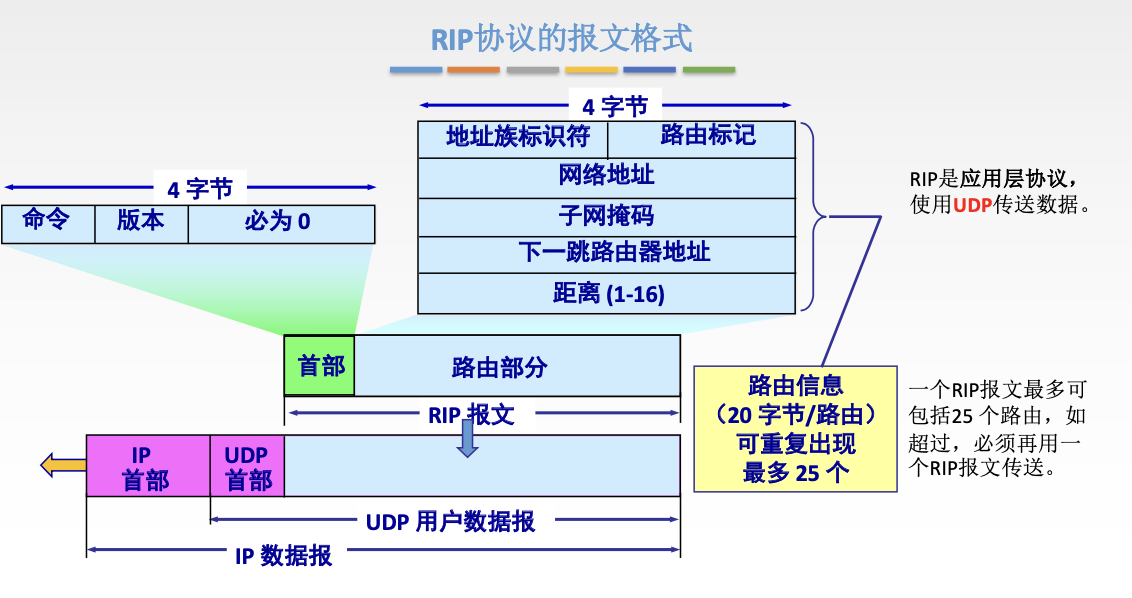 RIP协议的报文格式
4 字节
地址族标识符
路由标记
网络地址
子网掩码
下一跳路由器地址
距离 (1-16)
4 字节
命令
版本
必为 0
RIP是应用层协议，
使用UDP传送数据。
首部
路由部分
RIP 报文
IP
首部
UDP
首部
UDP 用户数据报
IP 数据报
路由信息
（20 字节/路由）
可重复出现
最多 25 个
一个RIP报文最多可
包括25 个路由，如
超过，必须再用一
个RIP报文传送。